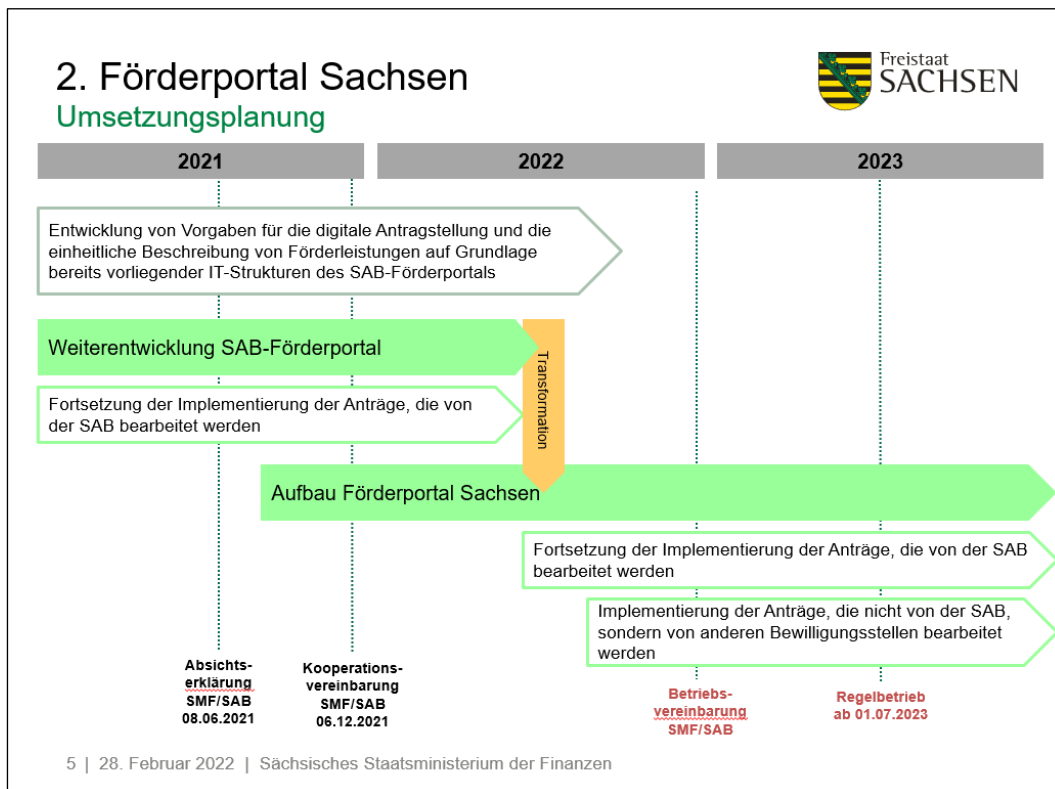 2. Förderportal Sachsen
Umsetzungsplanung
Freistaat
SACHSEN
2021
2022
2023
Entwicklung von Vorgaben für die digitale Antragstellung und die
einheitliche Beschreibung von Förderleistungen auf Grundlage
bereits vorliegender IT-Strukturen des SAB-Förderportals
Weiterentwicklung SAB-Förderportal
Transformation
Fortsetzung der Implementierung der Anträge, die von
der SAB bearbeitet werden
Aufbau Förderportal Sachsen
Fortsetzung der Implementierung der Anträge, die von der SAB
bearbeitet werden
Implementierung der Anträge, die nicht von der SAB,
sondern von anderen Bewilligungsstellen bearbeitet
werden
Absichts-
erklärung
SMF/SAB
08.06.2021
Kooperations-
vereinbarung
SMF/SAB
06.12.2021
Betriebs-
vereinbarung
SMF/SAB
Regelbetrieb
ab 01.07.2023
5 | 28. Februar 2022 | Sächsisches Staatsministerium der Finanzen